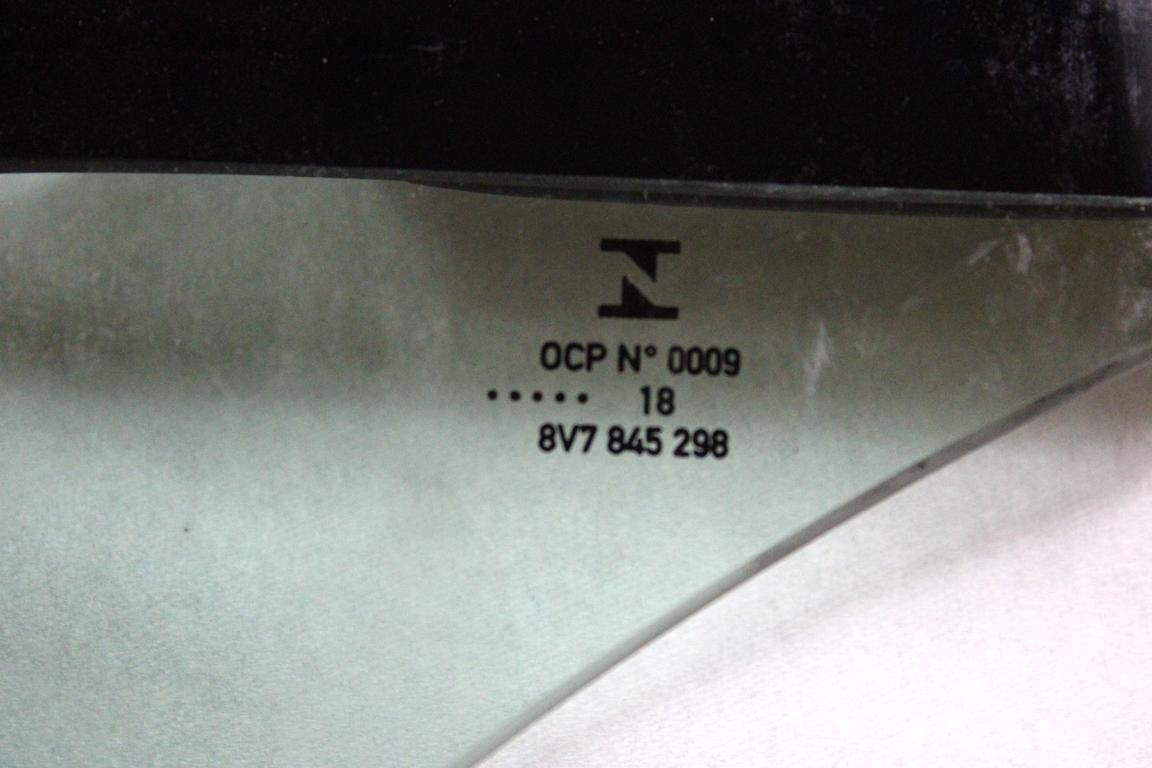 OCP N° 0009
..... 18
8V7 845 298